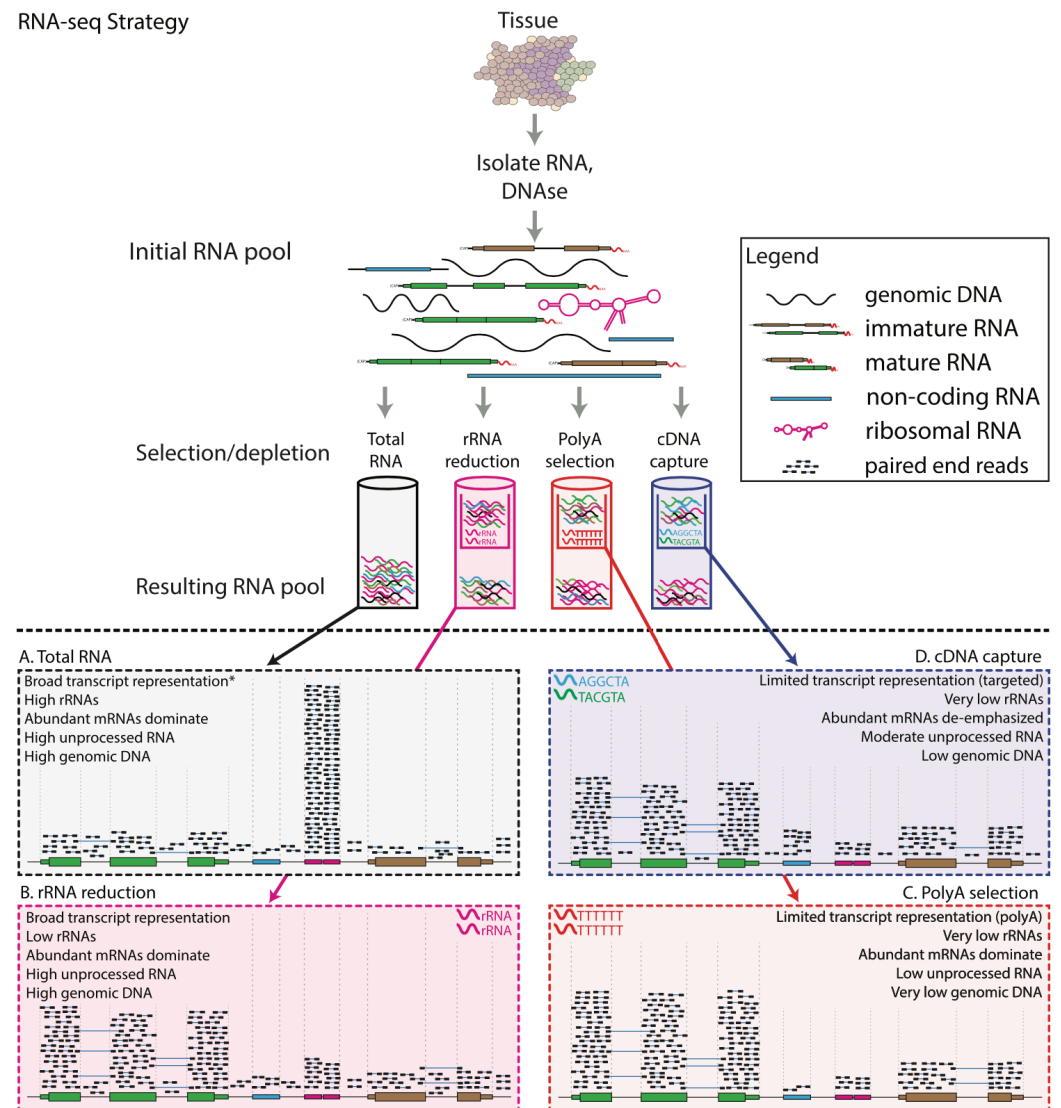 RNA-seq Strategy
Tissue
Isolate RNA,
DNAse
Initial RNA pool
Legend
genomic DNA
immature RNA
mature RNA
non-coding RNA
ribosomal RNA
paired end reads
Selection/depletion
Total
RNA
rRNA
reduction
PolyA
selection
cDNA
capture
rRNA
rRNA
TTTTTT
TTTTTT
AGGCTA
TACGTA
Resulting RNA pool
A. Total RNA
Broad transcript representation*
High rRNAs
Abundant mRNAs dominate
High unprocessed RNA
High genomic DNA
D. cDNA capture
AGGCTA
TACGTA
Limited transcript representation (targeted)
Very low rRNAs
Abundant mRNAs de-emphasized
Moderate unprocessed RNA
Low genomic DNA
B. rRNA reduction
Broad transcript representation
Low rRNAs
Abundant mRNAs dominate
High unprocessed RNA
High genomic DNA
rRNA
rRNA
C. PolyA selection
TTTTTT
TTTTTT
Limited transcript representation (polyA)
Very low rRNAs
Abundant mRNAs dominate
Low unprocessed RNA
Very low genomic DNA